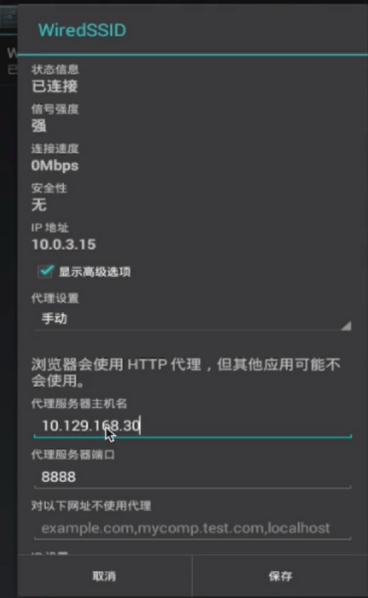 WiredSSID
状态信息
已连接
信号强度
强
连接速度
0Mbps
安全性
无
IP 地址
10.0.3.15
显示高级选项
代理设置
手动
浏览器会使用 HTTP 代理，但其他应用可能不
会使用。
代理服务器主机名
10.129.168.30
代理服务器端口
8888
对以下网址不使用代理
example.com,mycomp.test.com,localhost
取消
保存